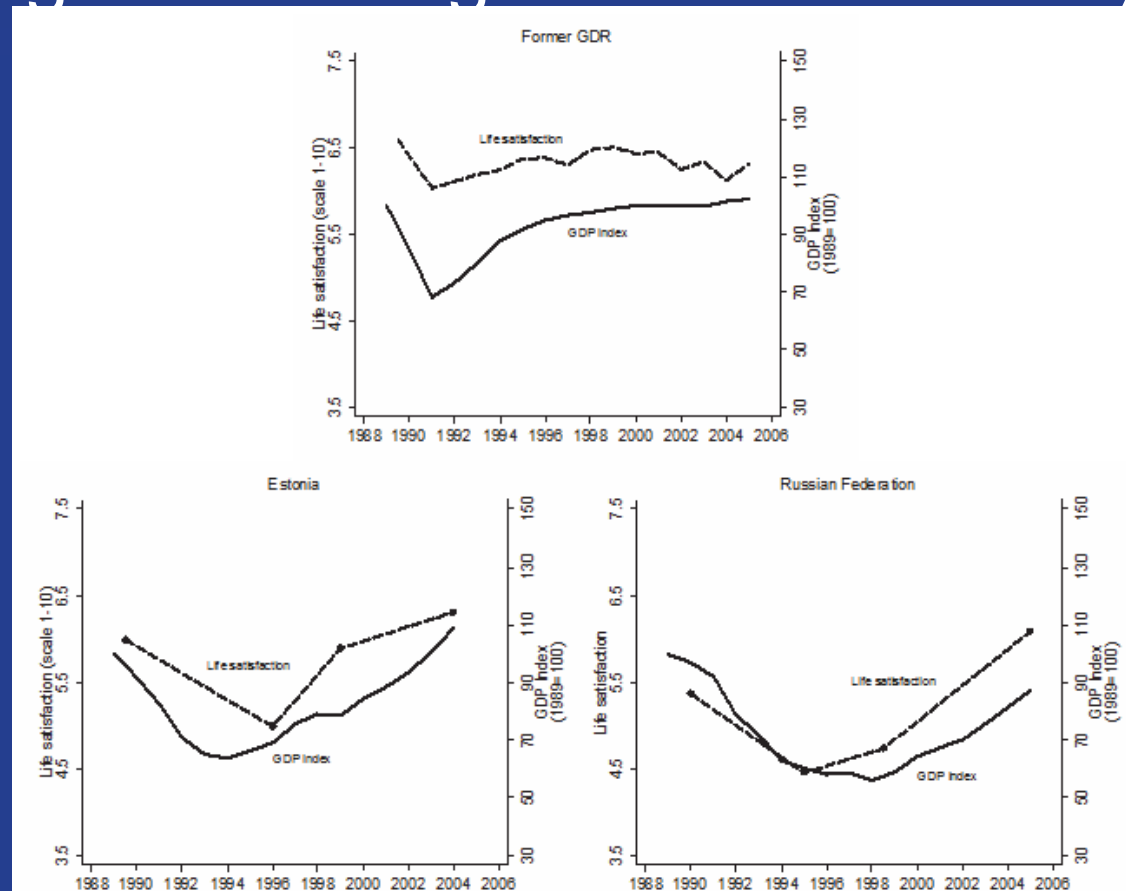 Former GDR
Life satisfaction (scale 1-10)
7.5
6.5
5.5
4.5
3.5
Life satisfaction
GDP Index
150
130
110
90
70
50
30
GDP Index
(1989=100)
1988 1990 1992 1994 1996 1998 2000 2002 2004 2006
Estonia
Life satisfaction (scale 1-10)
7.5
6.5
5.5
4.5
3.5
Life satisfaction
GDP Index
150
130
110
90
70
50
30
GDP Index
(1989=100)
1988 1990 1992 1994 1996 1998 2000 2002 2004 2006
Russian Federation
Life satisfaction
7.5
6.5
5.5
4.5
3.5
Life satisfaction
GDP Index
150
130
110
90
70
50
30
GDP Index
(1989=100)
1988 1990 1992 1994 1996 1998 2000 2002 2004 2006